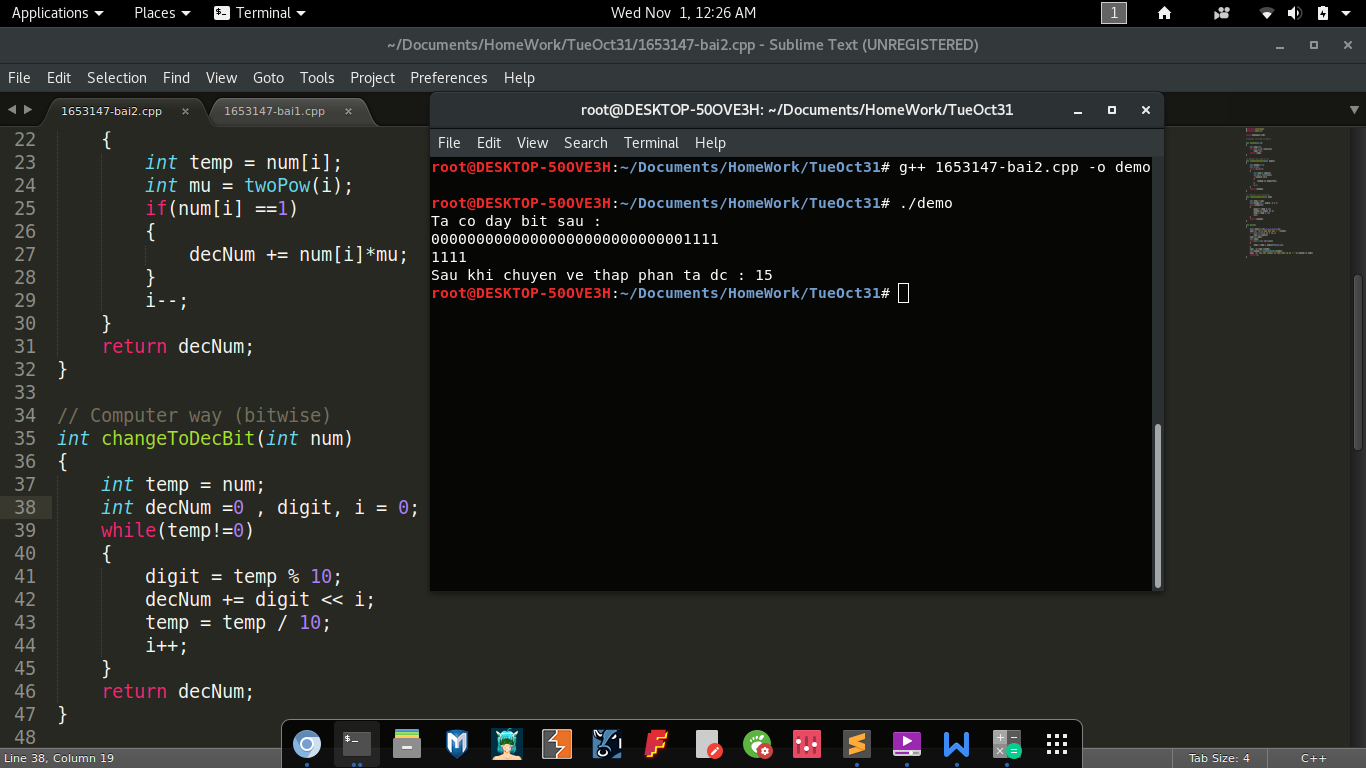 Applications
Places
Terminal
Wed Nov 1, 12:26 AM
1
~/Documents/HomeWork/TueOct31/1653147-bai2.cpp - Sublime Text (UNREGISTERED)
File Edit Selection Find View Goto Tools Project Preferences Help
1653147-bai2.cpp
1653147-bai1.cpp
22 {
23 int temp = num[i];
24 int mu = twoPow(i);
25 if(num[i] ==1)
26 {
27 decNum += num[i]*mu;
28 }
29 i--;
30 }
31 return decNum;
32 }
33
34 // Computer way (bitwise)
35 int changeToDecBit(int num)
36 {
37 int temp = num;
38 int decNum =0 , digit, i = 0;
39 while(temp!=0)
40 {
41 digit = temp % 10;
42 decNum += digit << i;
43 temp = temp / 10;
44 i++;
45 }
46 return decNum;
47 }
48
root@DESKTOP-50OVE3H: ~/Documents/HomeWork/TueOct31
File Edit View Search Terminal Help
root@DESKTOP-50OVE3H:~/Documents/HomeWork/TueOct31# g++ 1653147-bai2.cpp -o demo
root@DESKTOP-50OVE3H:~/Documents/HomeWork/TueOct31# ./demo
Ta co day bit sau :
00000000000000000000000000001111
1111
Sau khi chuyen ve thap phan ta dc : 15
root@DESKTOP-50OVE3H:~/Documents/HomeWork/TueOct31#
Line 38, Column 19
Tab Size: 4
C++